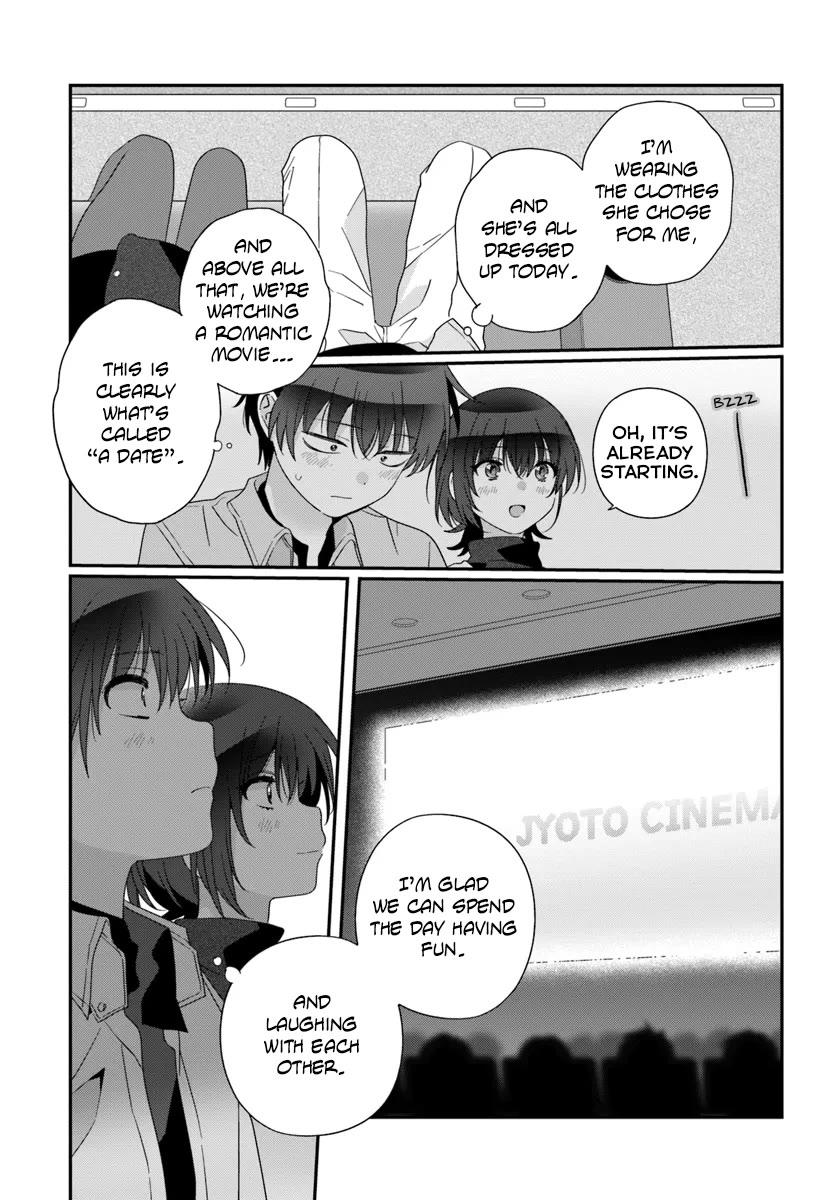 I'M
WEARING
THE CLOTHES
SHE CHOSE
FOR ME,
AND
SHE'S ALL
DRESSED
UP TODAY.
AND
ABOVE ALL
THAT, WE'RE
WATCHING
A ROMANTIC
MOVIE...
THIS IS
CLEARLY
WHAT'S
CALLED
"A DATE".
BZZZ
OH, IT'S
ALREADY
STARTING.
JYOTO CINEMA
I'M GLAD
WE CAN SPEND
THE DAY HAVING
FUN.
AND
LAUGHING
WITH EACH
OTHER.